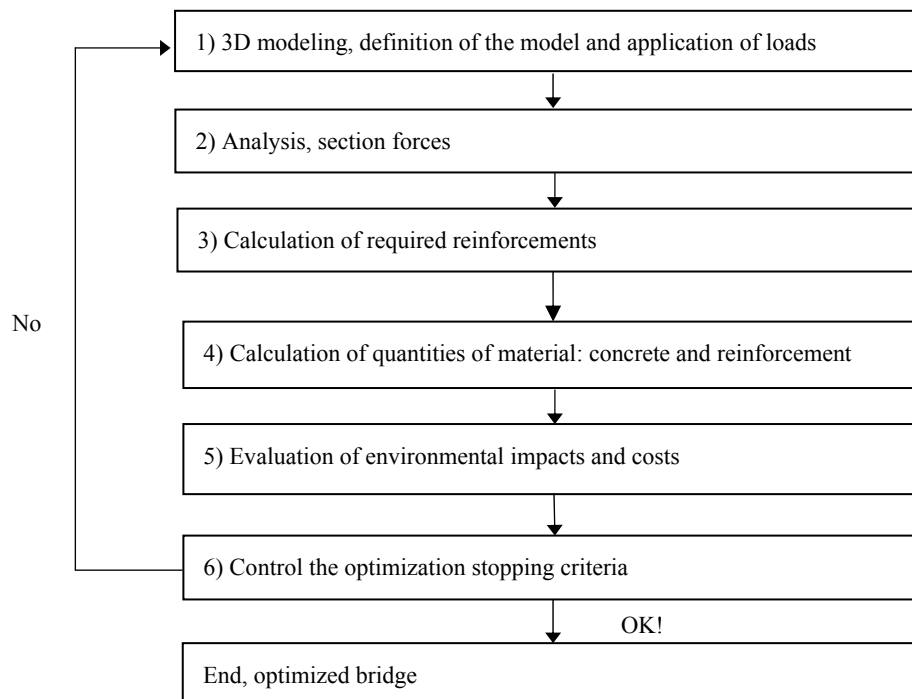 1) 3D modeling, definition of the model and application of loads
2) Analysis, section forces
3) Calculation of required reinforcements
No
4) Calculation of quantities of material: concrete and reinforcement
5) Evaluation of environmental impacts and costs
6) Control the optimization stopping criteria
OK!
End, optimized bridge